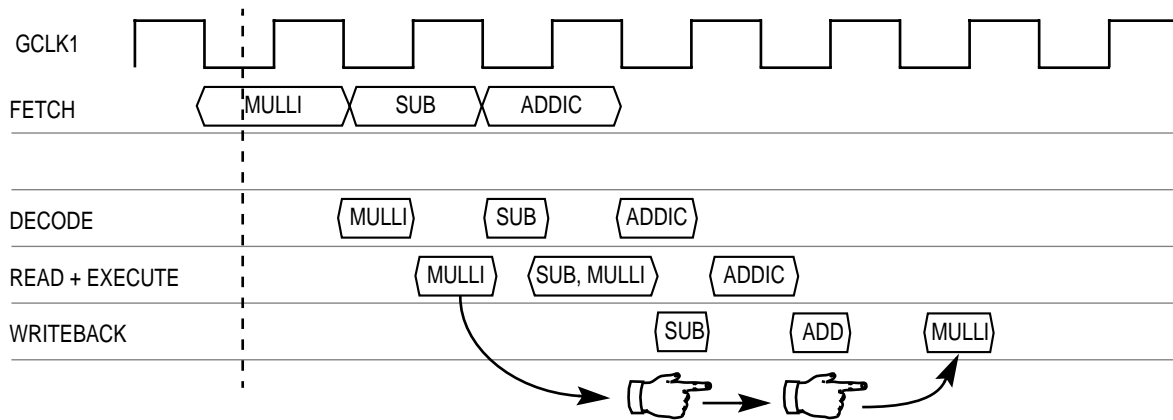 GCLK1
FETCH MULLI SUB ADDIC
DECODE MULLI SUB ADDIC
READ + EXECUTE MULLI SUB, MULLI ADDIC
WRITEBACK SUB ADD MULLI